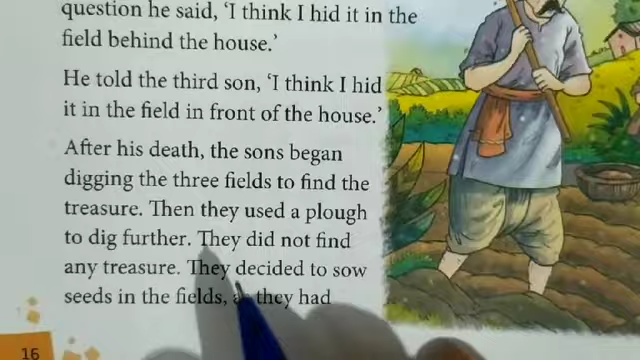 question he said, 'I think I hid it in the
field behind the house.'
He told the third son, 'I think I hid
it in the field in front of the house.'
After his death, the sons began
digging the three fields to find the
treasure. Then they used a plough
to dig further. They did not find
any treasure. They decided to sow
seeds in the fields, they had
16